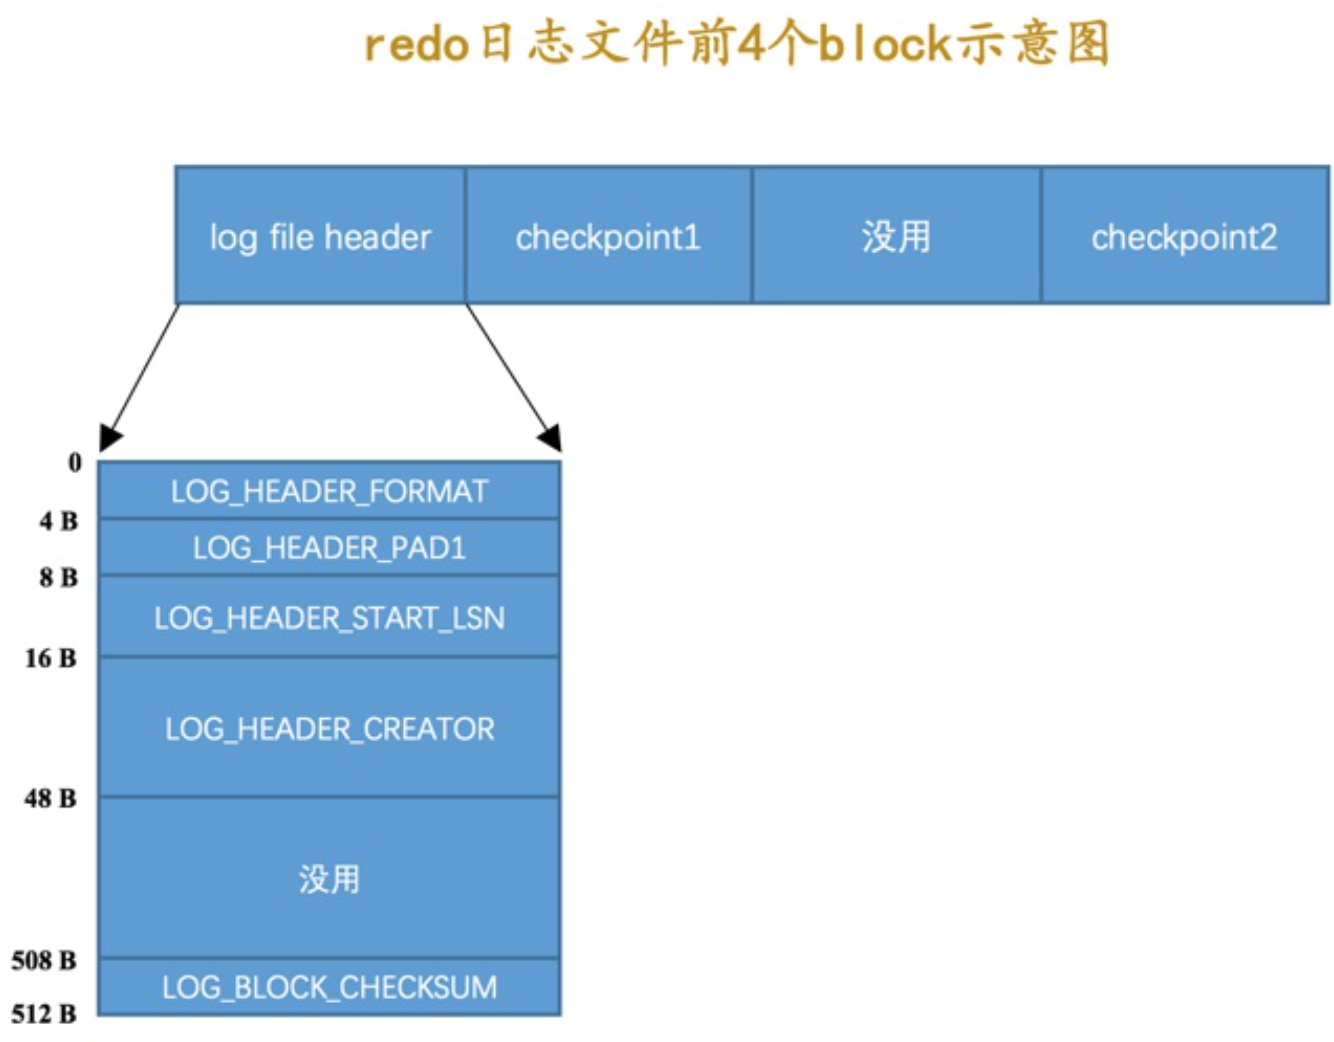 redo日志文件前4个block示意图
log file header
checkpoint1
没用
checkpoint2
0
LOG_HEADER_FORMAT
4 B
LOG_HEADER_PAD1
8 B
LOG_HEADER_START_LSN
16 B
LOG_HEADER_CREATOR
48 B
没用
508 B
LOG_BLOCK_CHECKSUM
512 B